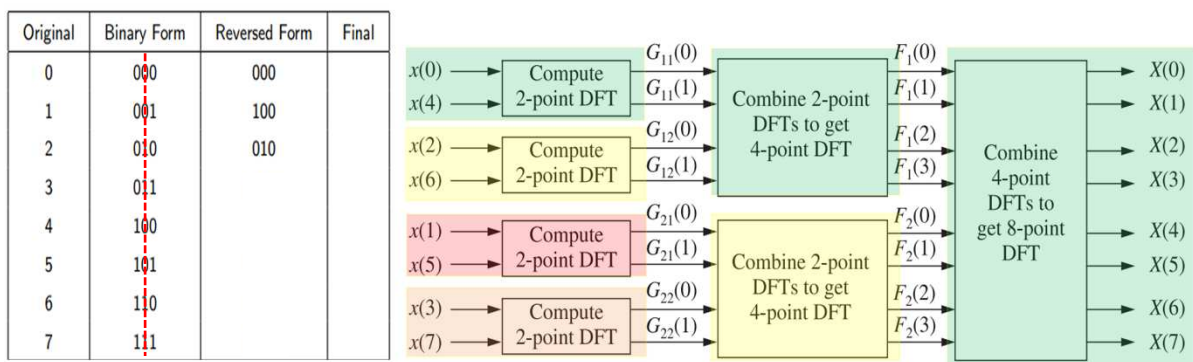 Original Binary Form Reversed Form Final
0 000 000
1 001 100
2 010 010
3 011
4 100
5 101
6 110
7 111
x(0)
x(4)
x(2)
x(6)
x(1)
x(5)
x(3)
x(7)
Compute
2-point DFT
Compute
2-point DFT
Compute
2-point DFT
Compute
2-point DFT
G₁₁(0)
G₁₁(1)
G₁₂(0)
G₁₂(1)
G₂₁(0)
G₂₁(1)
G₂₂(0)
G₂₂(1)
Combine 2-point
DFTs to get
4-point DFT
Combine 2-point
DFTs to get
4-point DFT
F₁(0)
F₁(1)
F₁(2)
F₁(3)
F₂(0)
F₂(1)
F₂(2)
F₂(3)
Combine
4-point
DFTs to
get 8-point
DFT
X(0)
X(1)
X(2)
X(3)
X(4)
X(5)
X(6)
X(7)